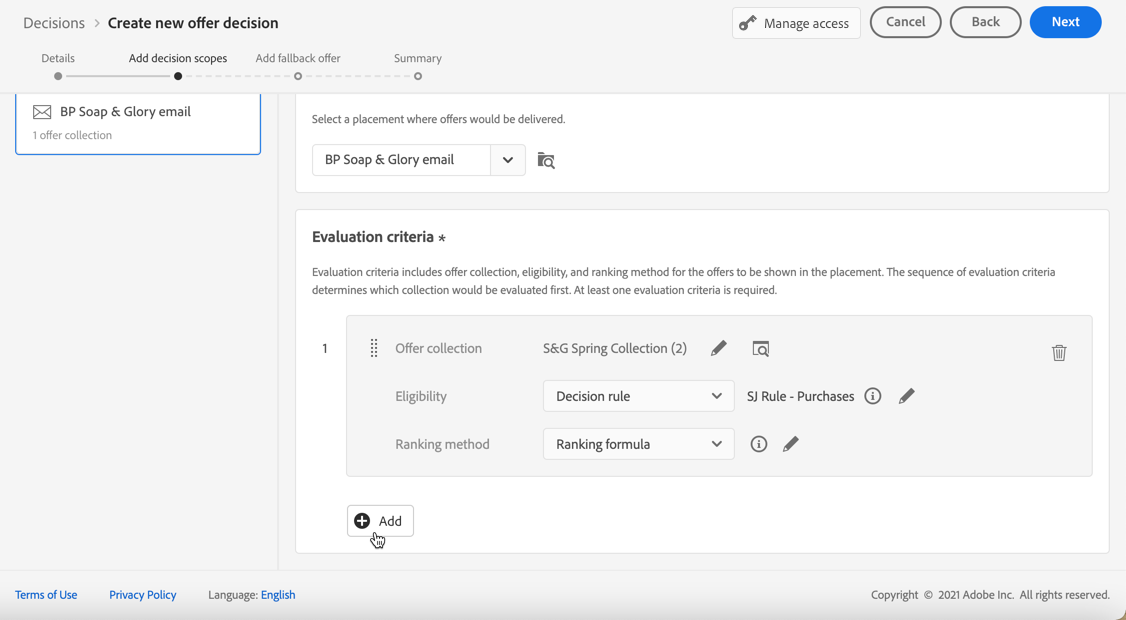 Decisions > Create new offer decision
Manage access
Cancel
Back
Next
Details
Add decision scopes
Add fallback offer
Summary
BP Soap & Glory email
1 offer collection
Select a placement where offers would be delivered.
BP Soap & Glory email
Evaluation criteria *
Evaluation criteria includes offer collection, eligibility, and ranking method for the offers to be shown in the placement. The sequence of evaluation criteria
determines which collection would be evaluated first. At least one evaluation criteria is required.
1
Offer collection
S&G Spring Collection (2)
Eligibility
Decision rule
SJ Rule - Purchases
Ranking method
Ranking formula
Add
Terms of Use
Privacy Policy
Language: English
Copyright © 2021 Adobe Inc. All rights reserved.